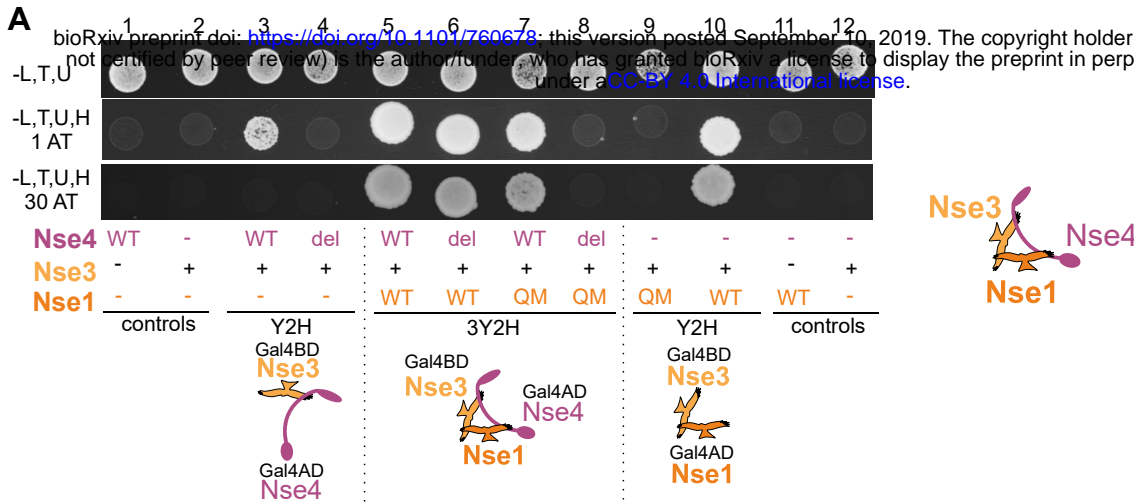 A
1 2 3 4 5 6 7 8 9 10 11 12
bioRxiv preprint doi: https://doi.org/10.1101/760678; this version posted September 10, 2019. The copyright holder
not certified by peer review) is the author/funder, who has granted bioRxiv a license to display the preprint in perp
under aCC-BY 4.0 International license.
-L,T,U
-L,T,U,H
1 AT
-L,T,U,H
30 AT
Nse4 WT - WT del WT del WT del - - - -
Nse3 - + + + + + + + + + - +
Nse1 - - - - WT WT QM QM QM WT WT -
controls Y2H 3Y2H Y2H controls
Gal4BD
Nse3
Gal4AD
Nse4
Gal4BD
Nse3
Gal4AD
Nse4
Nse1
Gal4BD
Nse3
Gal4AD
Nse1
Nse3
Nse4
Nse1